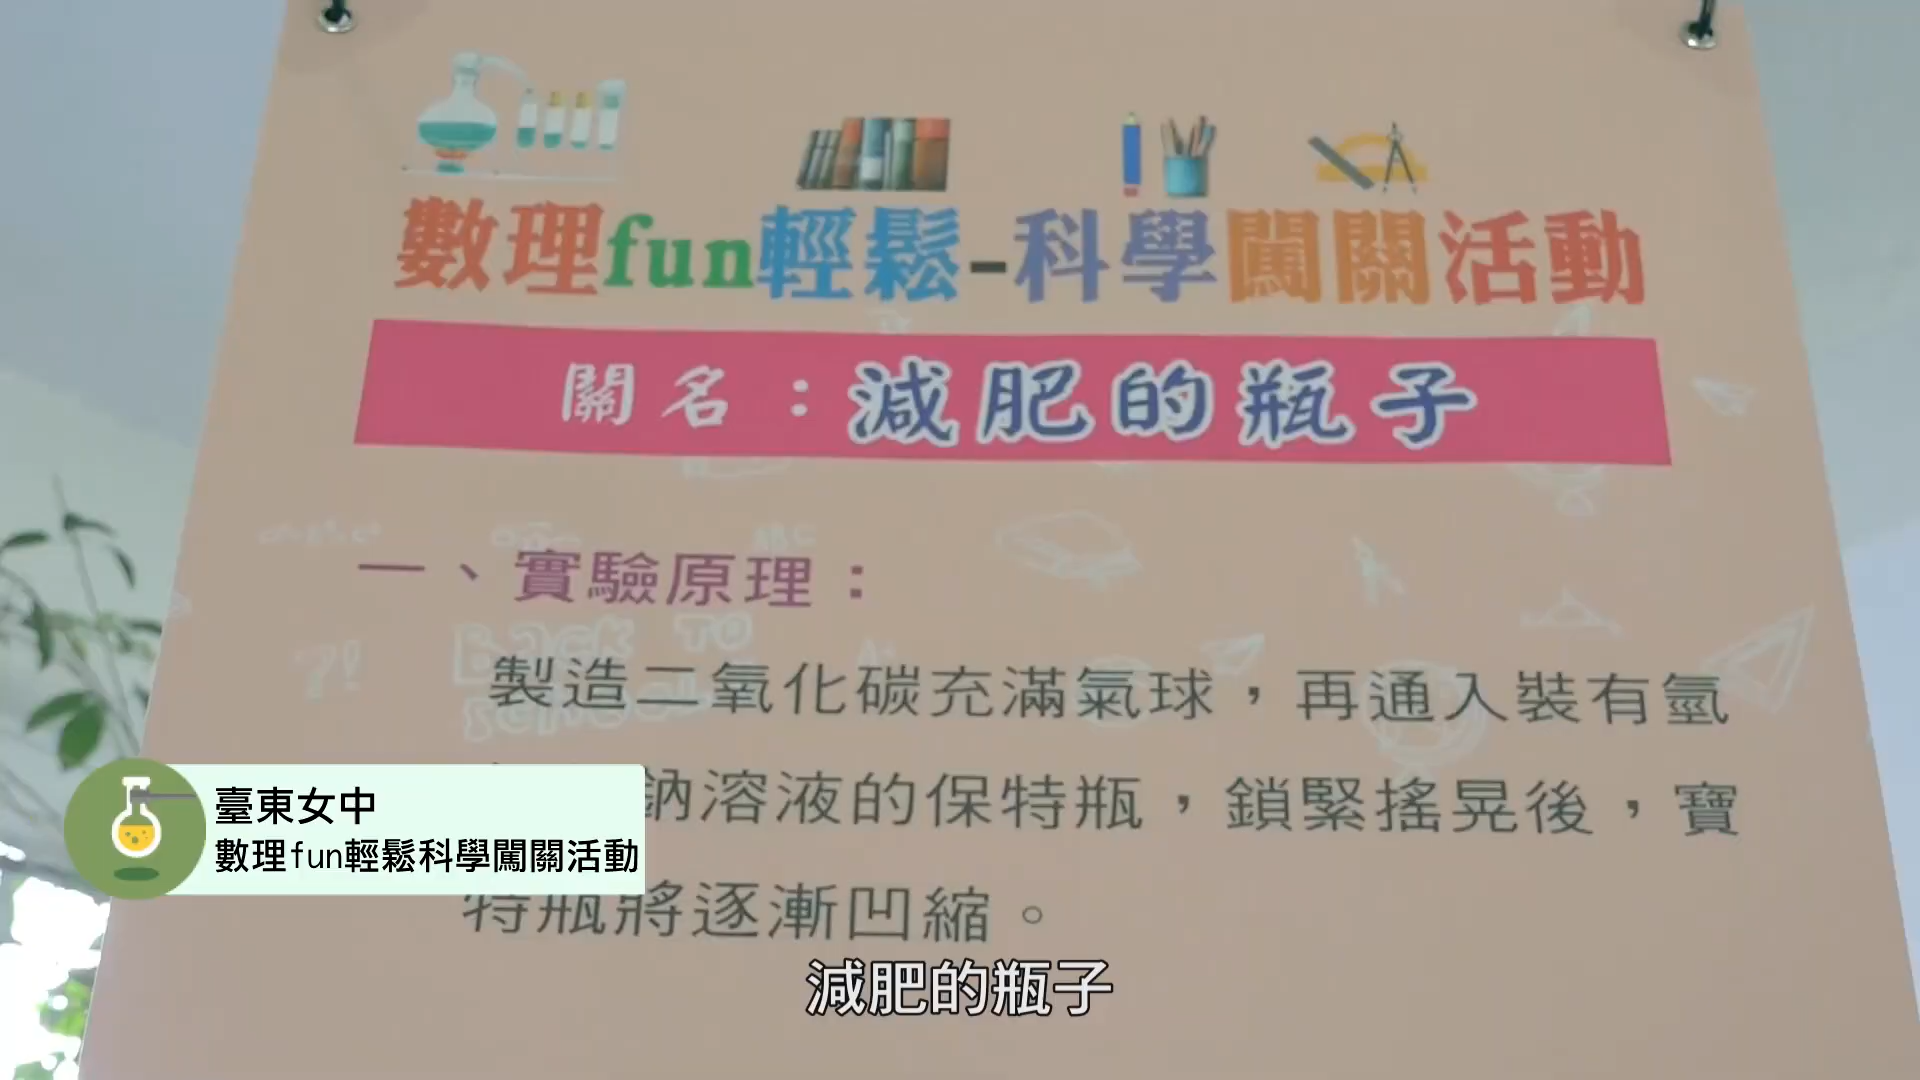 數理fun輕鬆-科學闖關活動
關名：減肥的瓶子
一、實驗原理：
BACK TO
製造二氧化碳充滿氣球，再通入裝有氫
鈉溶液的保特瓶，鎖緊搖晃後，寶
特瓶將逐漸凹縮。
臺東女中
數理fun輕鬆科學闖關活動
減肥的瓶子